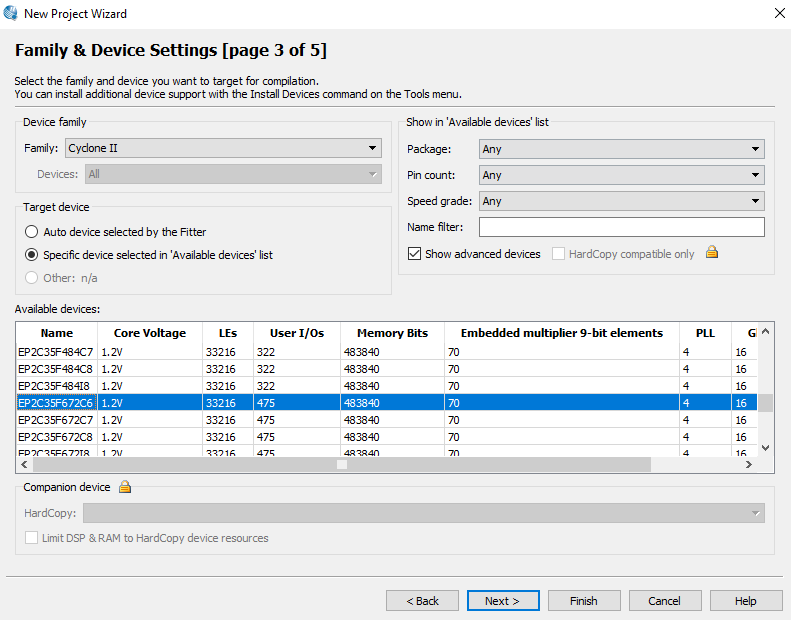 New Project Wizard
Family & Device Settings [page 3 of 5]
Select the family and device you want to target for compilation.
You can install additional device support with the Install Devices command on the Tools menu.
Device family
Family: Cyclone II
Devices: All
Target device
Auto device selected by the Fitter
Specific device selected in 'Available devices' list
Other: n/a
Show in 'Available devices' list
Package: Any
Pin count: Any
Speed grade: Any
Name filter:
Show advanced devices HardCopy compatible only
Available devices:
Name Core Voltage LEs User I/Os Memory Bits Embedded multiplier 9-bit elements PLL Gl
EP2C35F484C7 1.2V 33216 322 483840 70 4 16
EP2C35F484C8 1.2V 33216 322 483840 70 4 16
EP2C35F484I8 1.2V 33216 322 483840 70 4 16
EP2C35F672C6 1.2V 33216 475 483840 70 4 16
EP2C35F672C7 1.2V 33216 475 483840 70 4 16
EP2C35F672C8 1.2V 33216 475 483840 70 4 16
EP2C35F672I8 1.2V 33216 475 483840 70 4 16
Companion device
HardCopy:
Limit DSP & RAM to HardCopy device resources
< Back Next > Finish Cancel Help